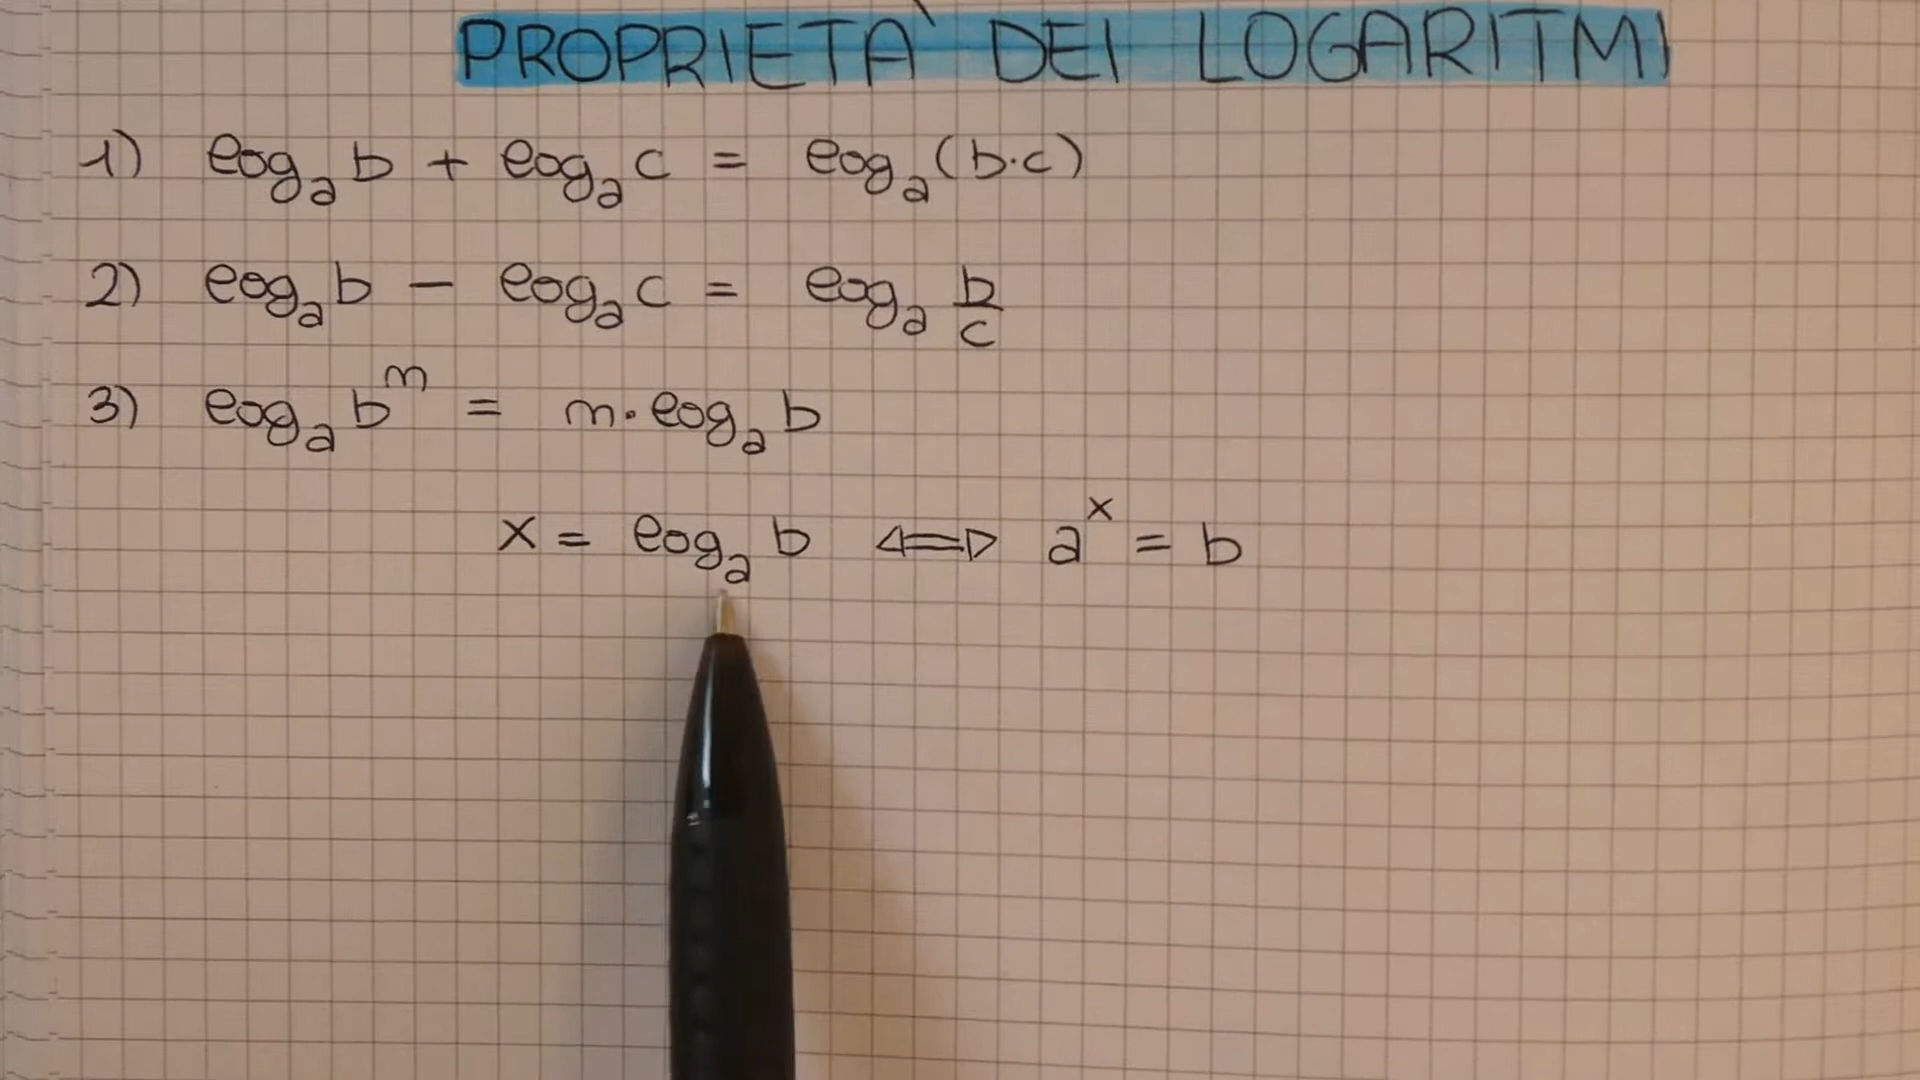 PROPRIETÀ DEI LOGARITMI
1) log_a b + log_a c = log_a (b·c)
2) log_a b - log_a c = log_a b/c
3) log_a b^m = m·log_a b
x = log_a b ⟺ a^x = b